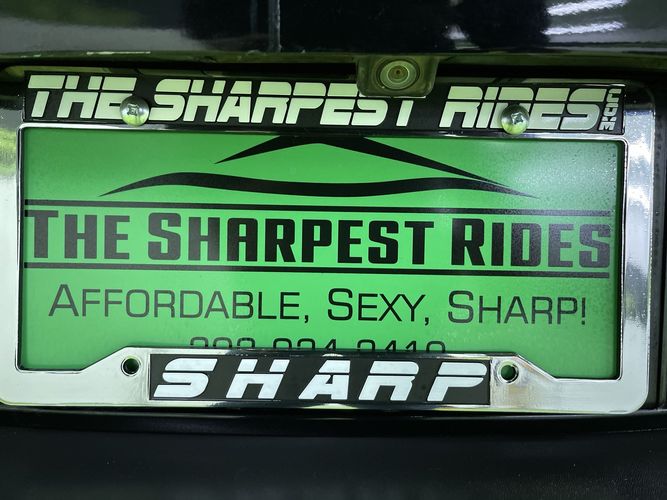 THE SHARPEST RIDES
THE SHARPEST RIDES
AFFORDABLE, SEXY, SHARP!
SHARP